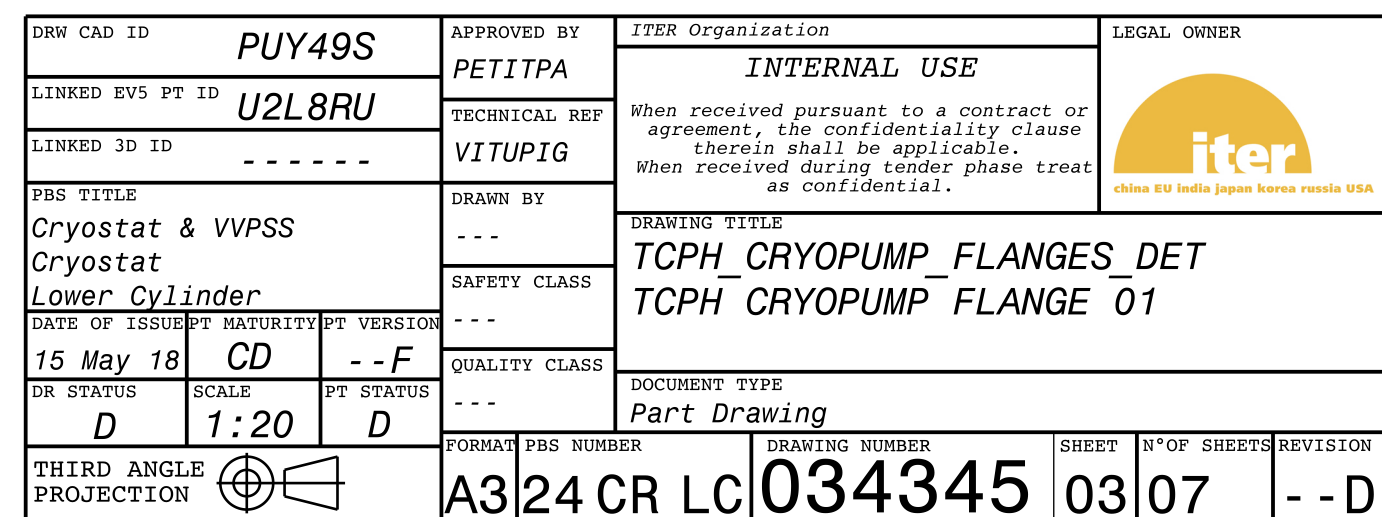 DRW CAD ID
PUY49S
LINKED EV5 PT ID
U2L8RU
LINKED 3D ID
------
PBS TITLE
Cryostat & VVPSS
Cryostat
Lower Cylinder
DATE OF ISSUE
15 May 18
PT MATURITY
CD
PT VERSION
--F
DR STATUS
D
SCALE
1:20
PT STATUS
D
THIRD ANGLE
PROJECTION
APPROVED BY
PETITPA
TECHNICAL REF
VITUPIG
DRAWN BY
---
SAFETY CLASS
---
QUALITY CLASS
---
ITER Organization
INTERNAL USE
When received pursuant to a contract or
agreement, the confidentiality clause
therein shall be applicable.
When received during tender phase treat
as confidential.
LEGAL OWNER
iter
china EU india japan korea russia USA
DRAWING TITLE
TCPH_CRYOPUMP_FLANGES_DET
TCPH CRYOPUMP FLANGE 01
DOCUMENT TYPE
Part Drawing
FORMAT
A3
PBS NUMBER
24 CR LC
DRAWING NUMBER
034345
SHEET
03
N°OF SHEETS
07
REVISION
--D